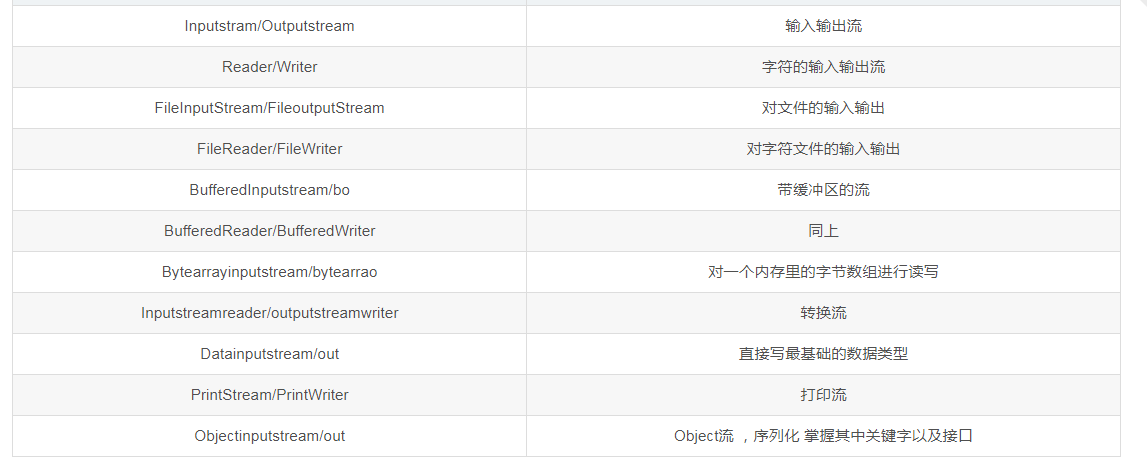 Inputstram/Outputstream 输入输出流
Reader/Writer 字符的输入输出流
FileInputStream/FileoutputStream 对文件的输入输出
FileReader/FileWriter 对字符文件的输入输出
BufferedInputstream/bo 带缓冲区的流
BufferedReader/BufferedWriter 同上
Bytearrayinputstream/bytearrao 对一个内存里的字节数组进行读写
Inputstreamreader/outputstreamwriter 转换流
Datainputstream/out 直接写最基础的数据类型
PrintStream/PrintWriter 打印流
Objectinputstream/out Object流 ，序列化 掌握其中关键字以及接口